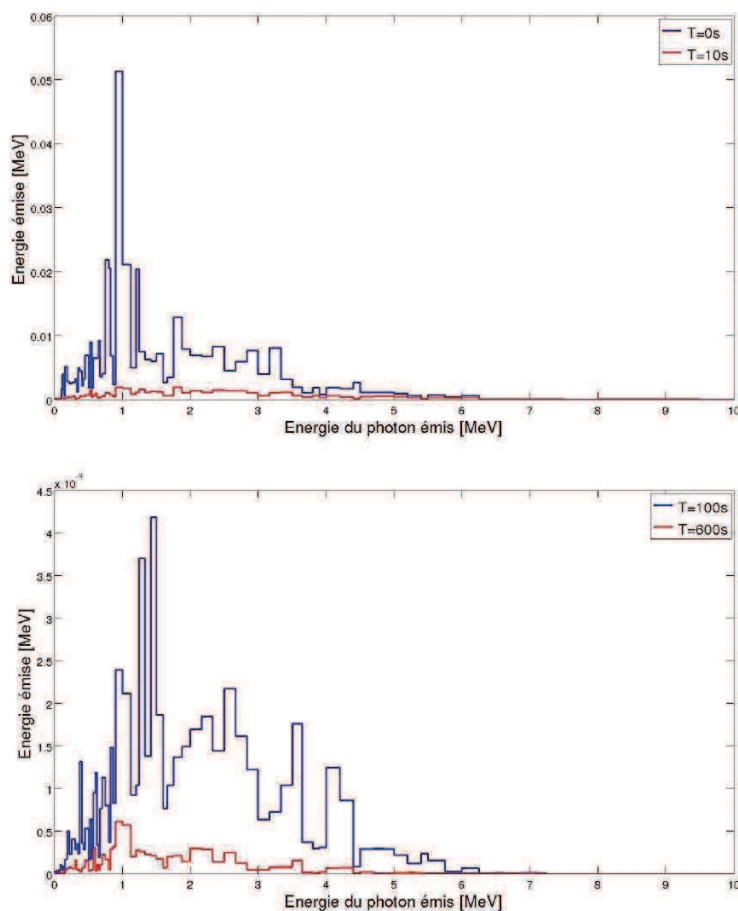 0.06
T=0s
T=10s
0.05
0.04
0.03
0.02
0.01
0
Energie émise [MeV]
0 1 2 3 4 5 6 7 8 9 10
Energie du photon émis [MeV]
4.5
T=100s
T=600s
4
3.5
3
2.5
2
1.5
1
0.5
0
Energie émise [MeV]
0 1 2 3 4 5 6 7 8 9 10
Energie du photon émis [MeV]